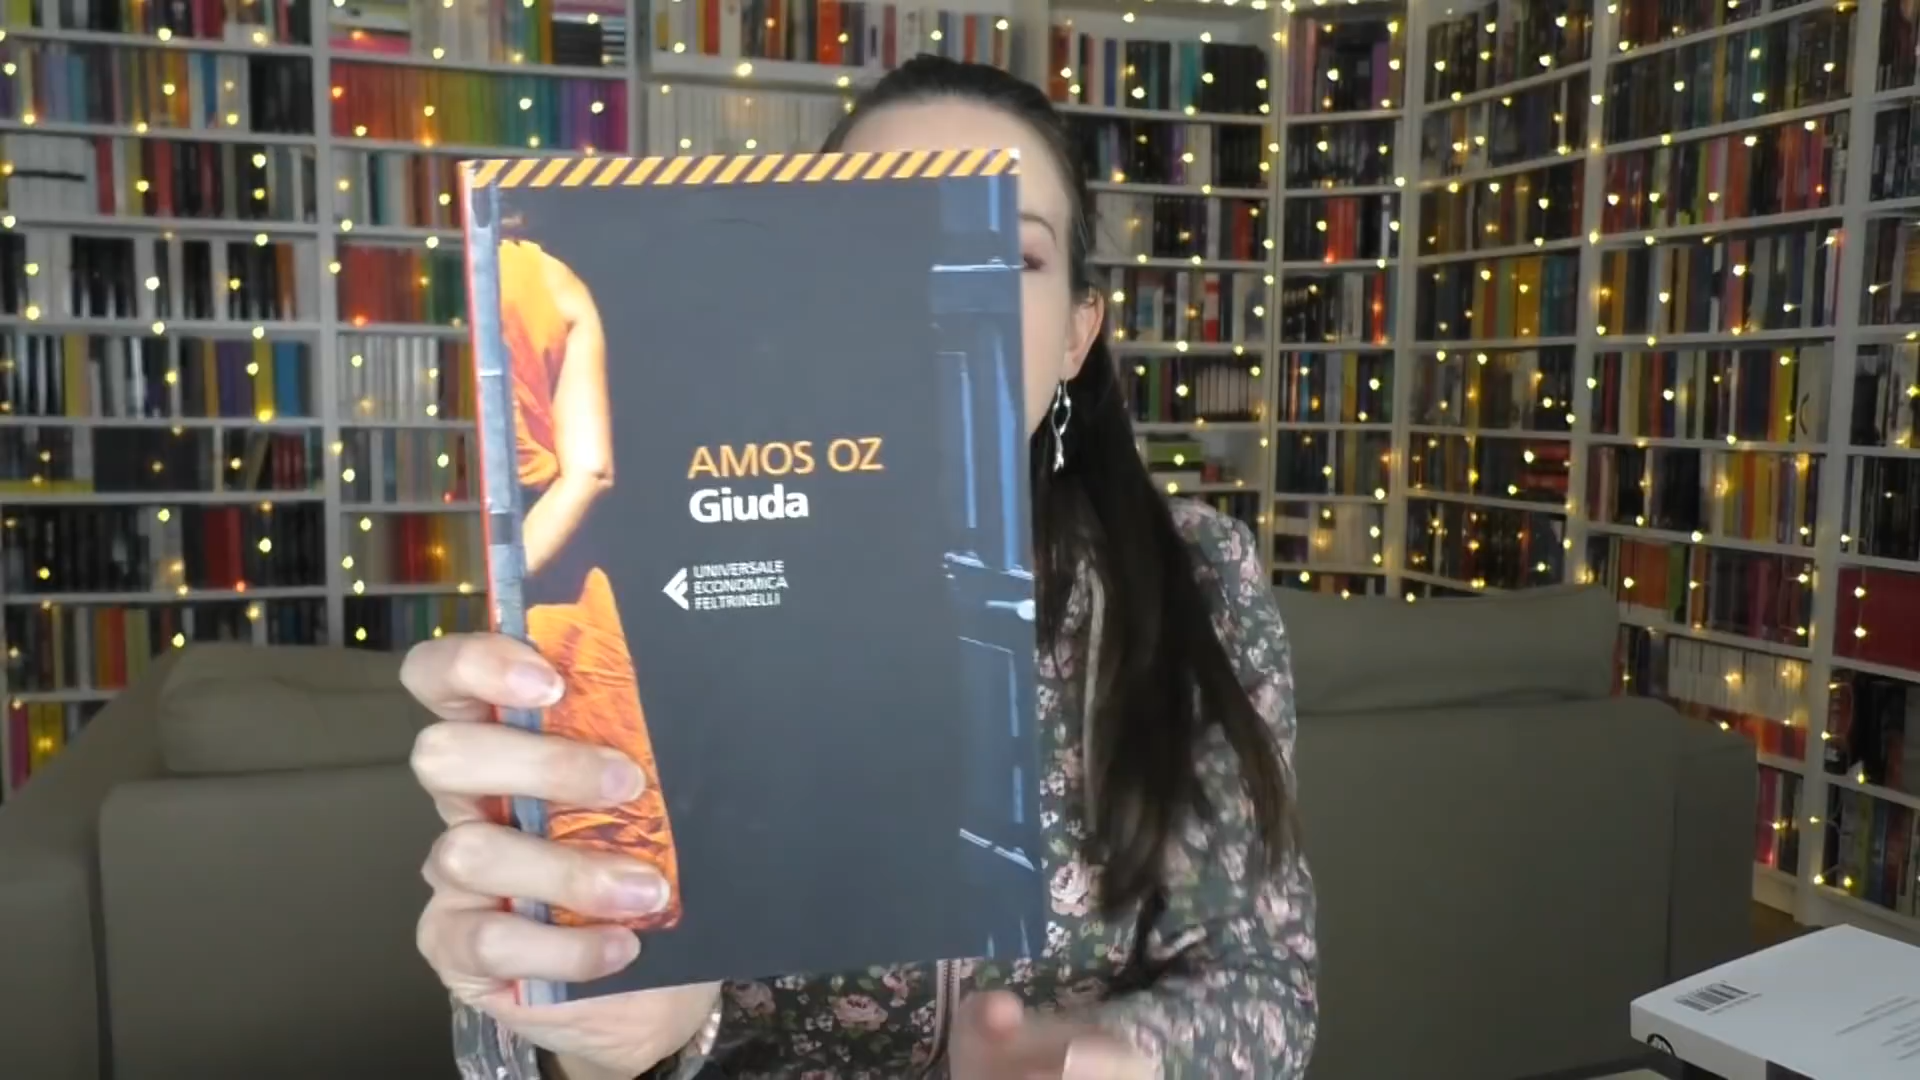 AMOS OZ
Giuda
UNIVERSALE
ECONOMICA
FELTRINELLI